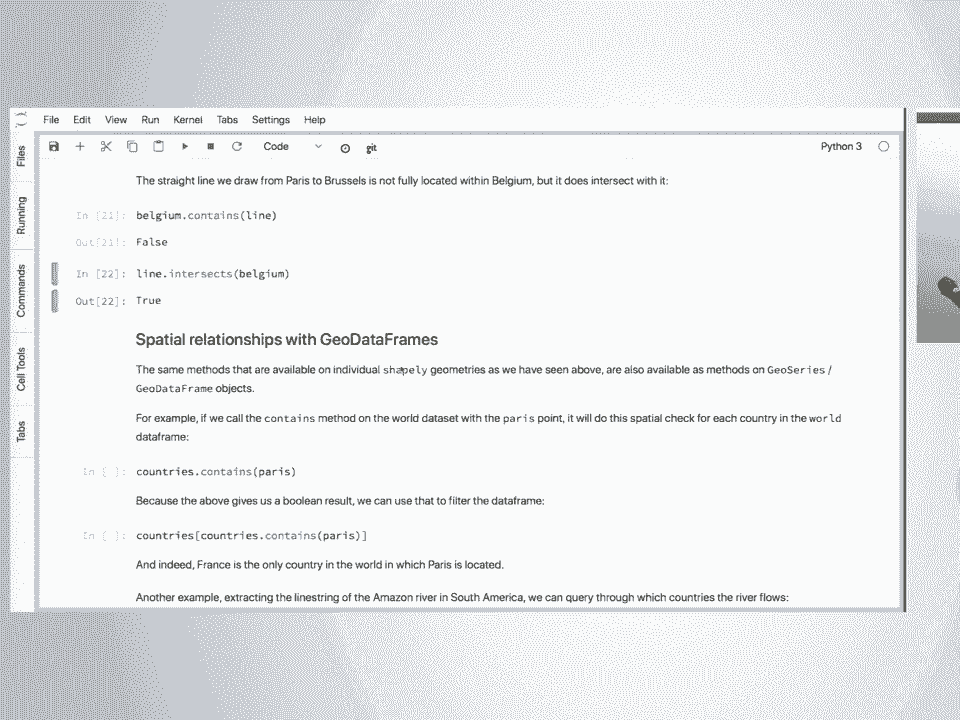 File Edit View Run Kernel Tabs Settings Help
Code
git
Python 3
Files
Running
Commands
Cell Tools
Tabs
The straight line we draw from Paris to Brussels is not fully located within Belgium, but it does intersect with it:
In [21]: belgium.contains(line)
Out[21]: False
In [22]: line.intersects(belgium)
Out[22]: True
Spatial relationships with GeoDataFrames
The same methods that are available on individual shapely geometries as we have seen above, are also available as methods on GeoSeries /
GeoDataFrame objects.
For example, if we call the contains method on the world dataset with the paris point, it will do this spatial check for each country in the world
dataframe:
In [ ]: countries.contains(paris)
Because the above gives us a boolean result, we can use that to filter the dataframe:
In [ ]: countries[countries.contains(paris)]
And indeed, France is the only country in the world in which Paris is located.
Another example, extracting the linestring of the Amazon river in South America, we can query through which countries the river flows: